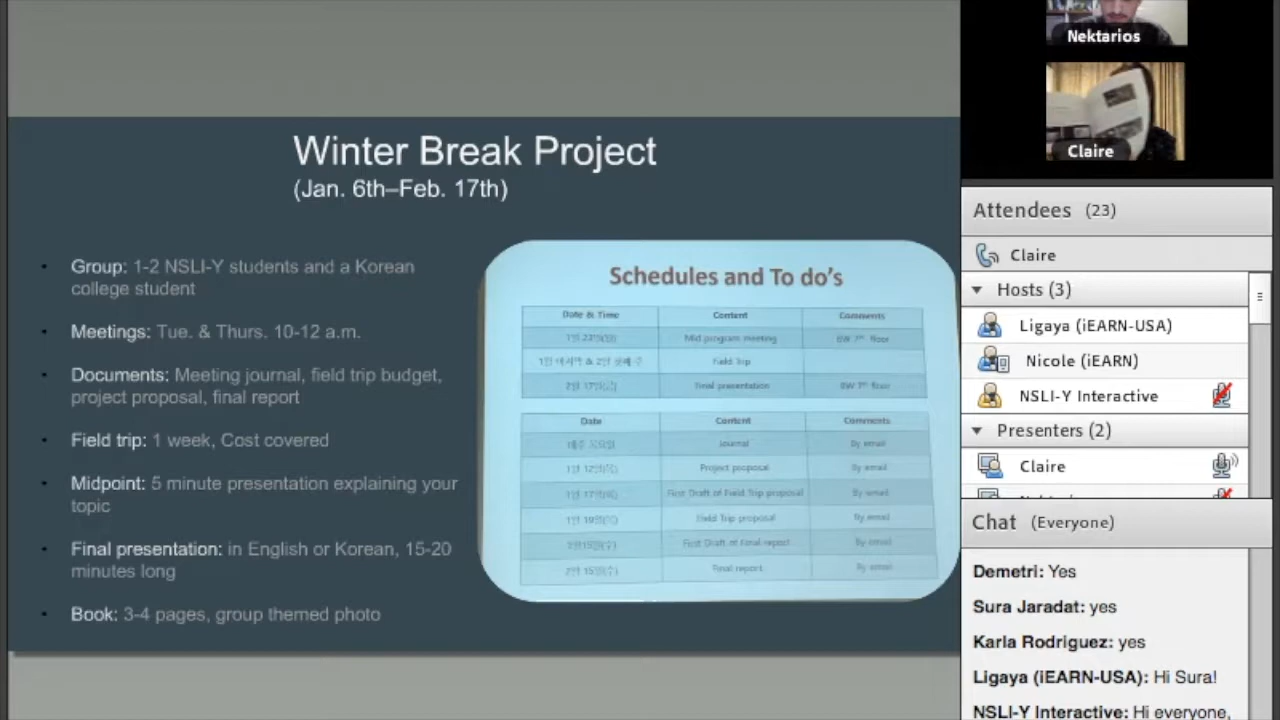 Winter Break Project
(Jan. 6th–Feb. 17th)
Group: 1-2 NSLI-Y students and a Korean
college student
Meetings: Tue. & Thurs. 10-12 a.m.
Documents: Meeting journal, field trip budget,
project proposal, final report
Field trip: 1 week, Cost covered
Midpoint: 5 minute presentation explaining your
topic
Final presentation: in English or Korean, 15-20
minutes long
Book: 3-4 pages, group themed photo
Schedules and To do's
Date & Time Content Comments
Mid program meeting BW 7th floor
Field Trip
Final presentation BW 7th floor
Date Content Comments
Journal By email
Project proposal By email
First Draft of Field Trip proposal By email
Field Trip proposal By email
First Draft of Final report By email
Final report By email
Nektarios
Claire
Attendees (23)
Claire
Hosts (3)
Ligaya (iEARN-USA)
Nicole (iEARN)
NSLI-Y Interactive
Presenters (2)
Claire
Chat (Everyone)
Demetri: Yes
Sura Jaradat: yes
Karla Rodriguez: yes
Ligaya (iEARN-USA): Hi Sura!
NSLI-Y Interactive: Hi everyone,